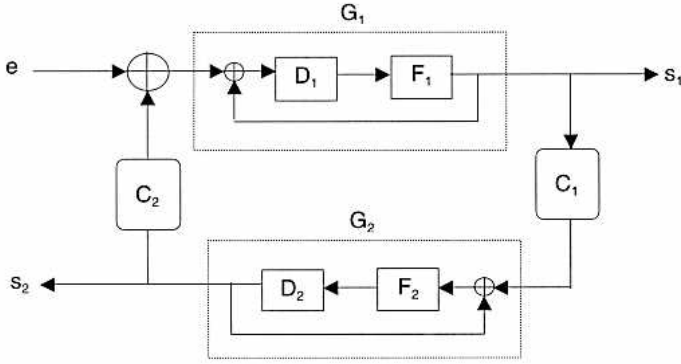 G₁
e
D₁
F₁
s₁
C₂
C₁
G₂
s₂
D₂
F₂